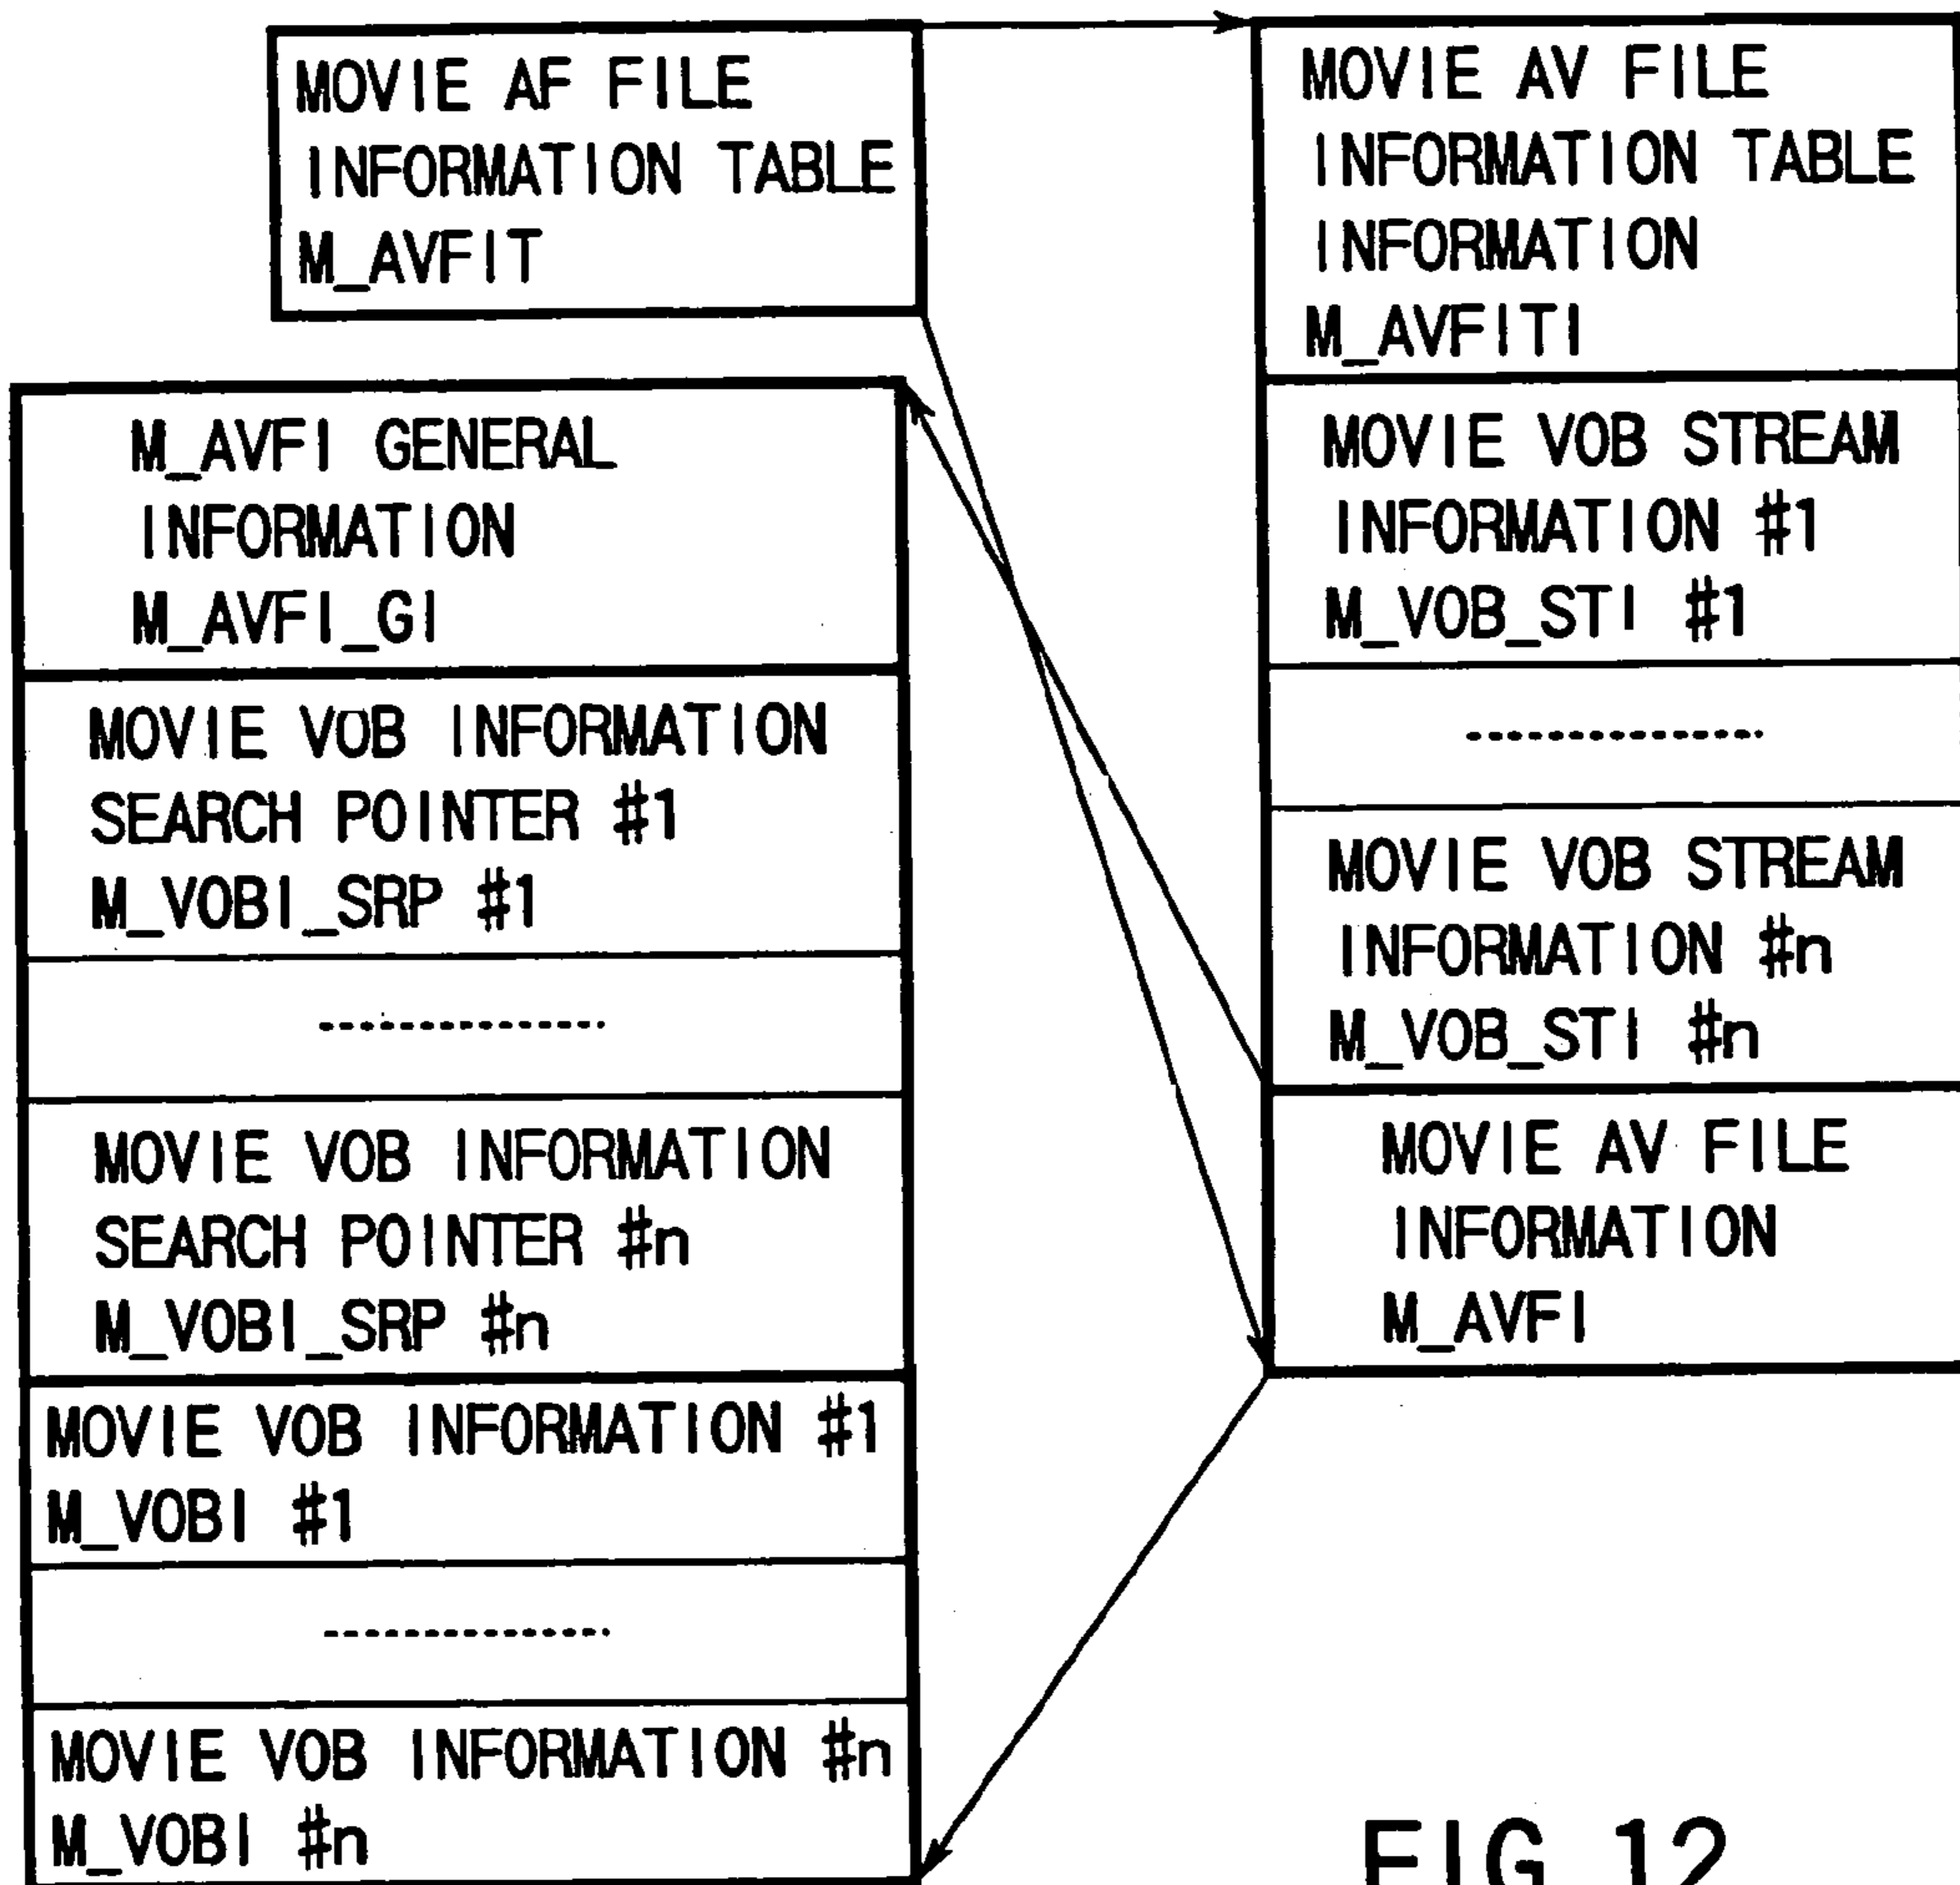 MOVIE AF FILE
INFORMATION TABLE
M_AVFIT
MOVIE AV FILE
INFORMATION TABLE
INFORMATION
M_AVFITI
MOVIE VOB STREAM
INFORMATION #1
M_VOB_STI #1
MOVIE VOB STREAM
INFORMATION #n
M_VOB_STI #n
MOVIE AV FILE
INFORMATION
M_AVFI
M_AVFI GENERAL
INFORMATION
M_AVFI_GI
MOVIE VOB INFORMATION
SEARCH POINTER #1
M_VOBI_SRP #1
MOVIE VOB INFORMATION
SEARCH POINTER #n
M_VOBI_SRP #n
MOVIE VOB INFORMATION #1
M_VOBI #1
MOVIE VOB INFORMATION #n
M_VOBI #n
FIG.12